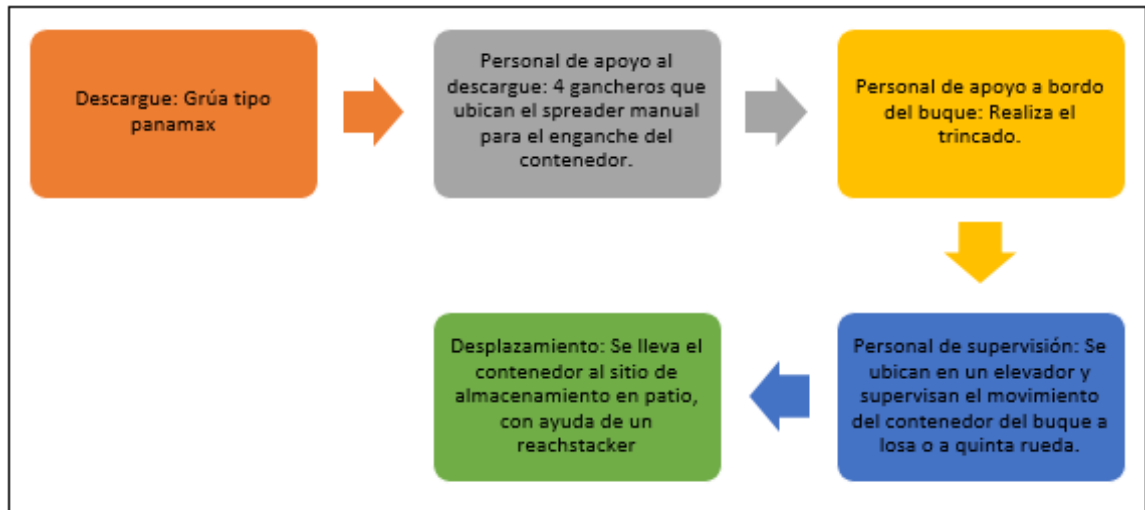 Descargue: Grúa tipo
panamax
Personal de apoyo al
descargue: 4 gancheros que
ubican el spreader manual
para el enganche del
contenedor.
Personal de apoyo a bordo
del buque: Realiza el
trincado.
Personal de supervisión: Se
ubican en un elevador y
supervisan el movimiento
del contenedor del buque a
losa o a quinta rueda.
Desplazamiento: Se lleva el
contenedor al sitio de
almacenamiento en patio,
con ayuda de un
reachstacker